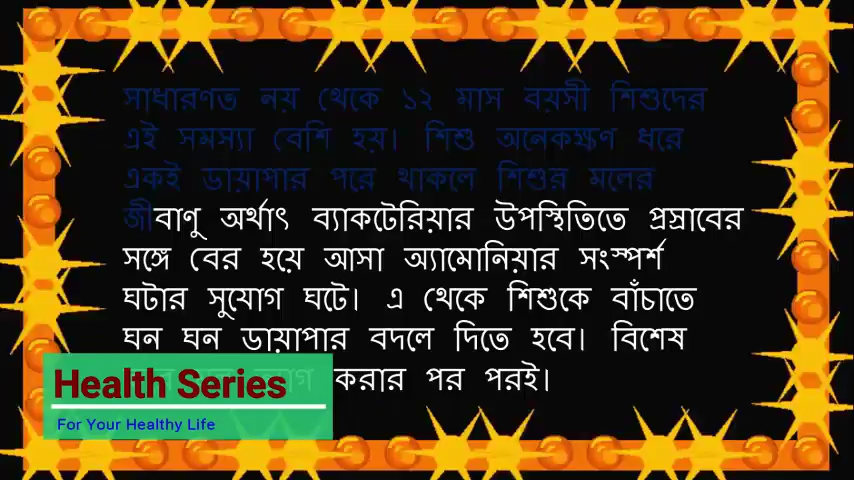 সাধারণত নয় থেকে ১২ মাস বয়সী শিশুদের
এই সমস্যা বেশি হয়। শিশু অনেকক্ষণ ধরে
একই ডায়াপার পরে থাকলে শিশুর মলের
জীবাণু অর্থাৎ ব্যাকটেরিয়ার উপস্থিতিতে প্রস্রাবের
সঙ্গে বের হয়ে আসা অ্যামোনিয়ার সংস্পর্শ
ঘটার সুযোগ ঘটে। এ থেকে শিশুকে বাঁচাতে
ঘন ঘন ডায়াপার বদলে দিতে হবে। বিশেষ
করার পর পরই।
Health Series
For Your Healthy Life